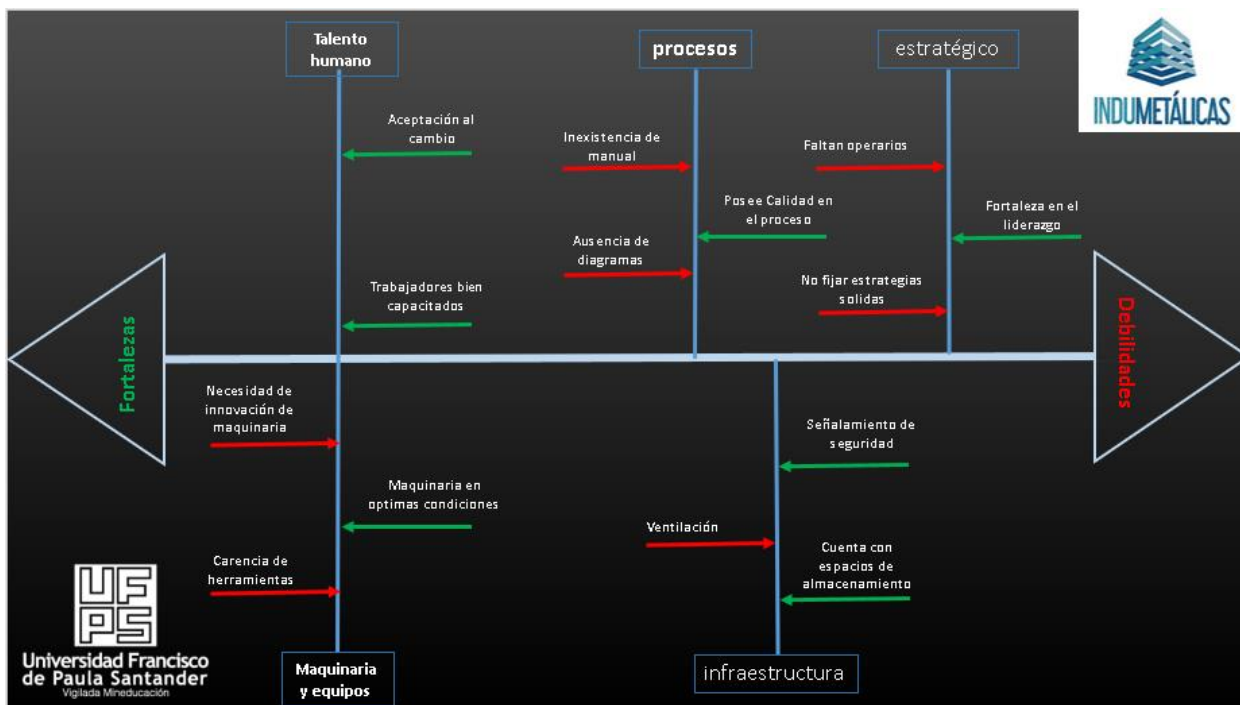 Talento
humano
procesos
estratégico
INDUMETÁLICAS
Aceptación al
cambio
Inexistencia de
manual
Faltan operarios
Posee Calidad en
el proceso
Fortaleza en el
liderazgo
Ausencia de
diagramas
No fijar estrategias
solidas
Trabajadores bien
capacitados
Fortalezas
Debilidades
Necesidad de
innovación de
maquinaria
Señalamiento de
seguridad
Maquinaria en
optimas condiciones
Ventilación
Cuenta con
espacios de
almacenamiento
Carencia de
herramientas
UF
PS
Universidad Francisco
de Paula Santander
Vigilada Mineducación
Maquinaria
y equipos
infraestructura